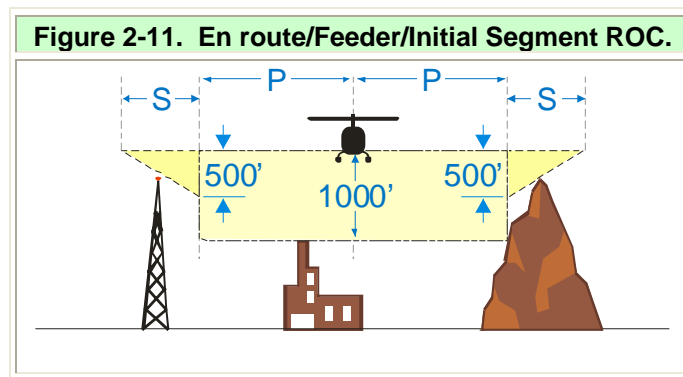 Figure 2-11. En route/Feeder/Initial Segment ROC.
S P P S
500’ 1000’ 500’